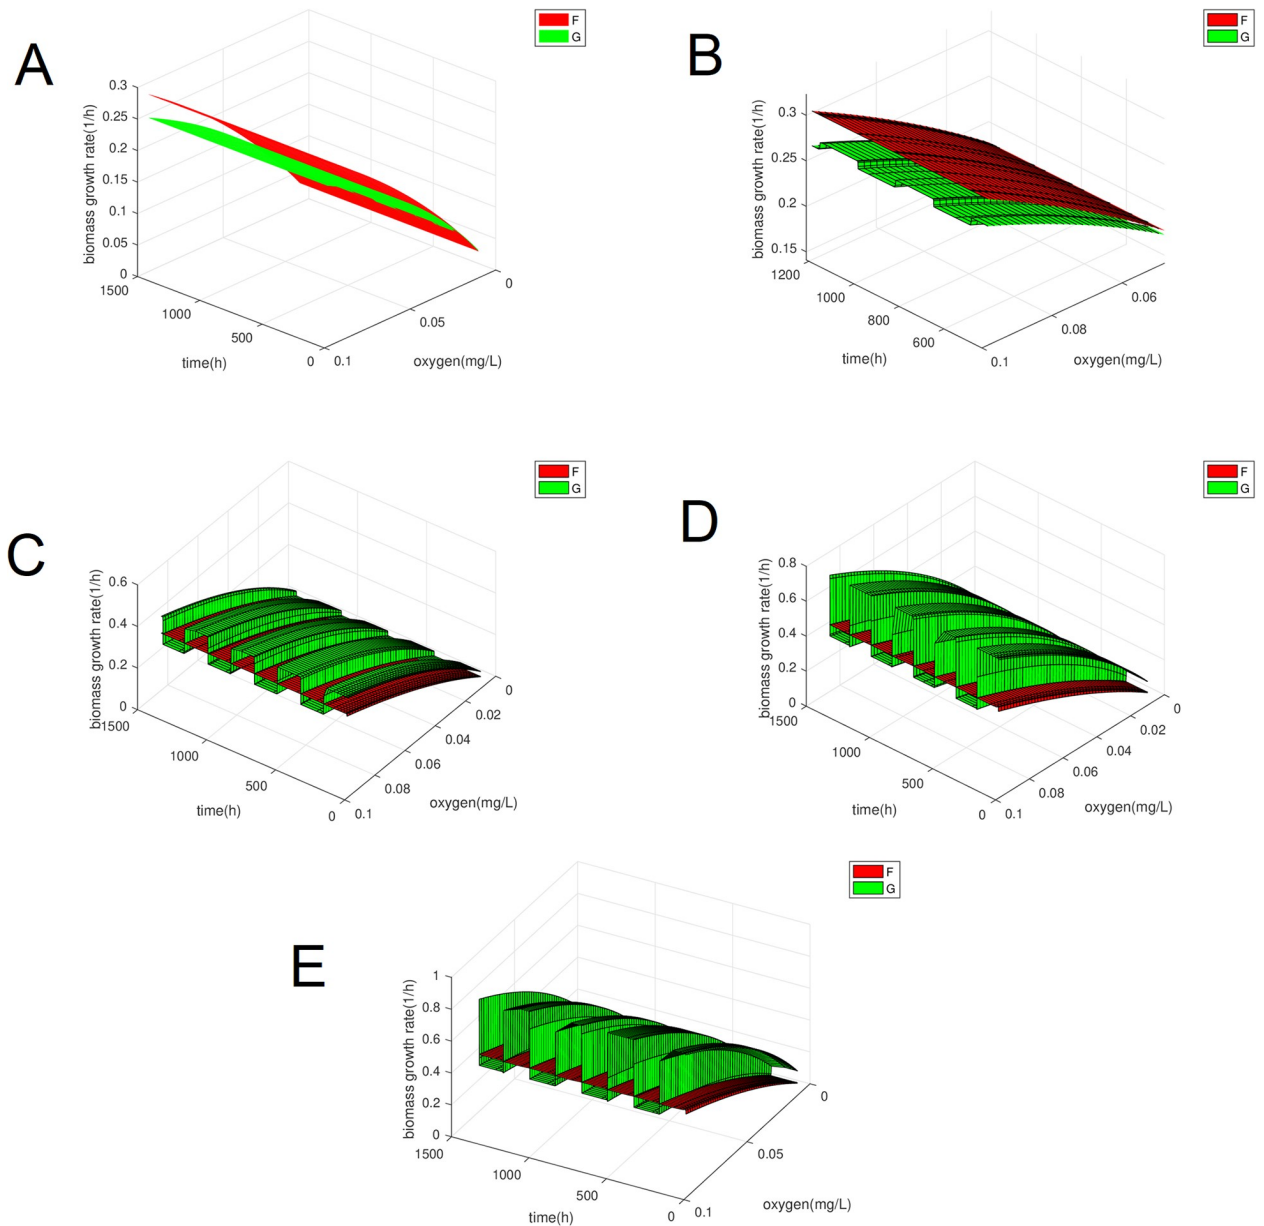 A
F
G
0.3
0.25
0.2
0.15
0.1
0.05
0
biomass growth rate(1/h)
1500
1000
500
0
time(h)
0.1
0.05
0
oxygen(mg/L)
B
F
G
0.3
0.25
0.2
0.15
biomass growth rate(1/h)
1200
1000
800
600
time(h)
0.1
0.08
0.06
oxygen(mg/L)
C
F
G
0.6
0.4
0.2
0
biomass growth rate(1/h)
1500
1000
500
0
time(h)
0.1
0.08
0.06
0.04
0.02
0
oxygen(mg/L)
D
F
G
0.8
0.6
0.4
0.2
0
biomass growth rate(1/h)
1500
1000
500
0
time(h)
0.1
0.08
0.06
0.04
0.02
0
oxygen(mg/L)
E
F
G
1
0.8
0.6
0.4
0.2
0
biomass growth rate(1/h)
1500
1000
500
0
time(h)
0.1
0.05
0
oxygen(mg/L)